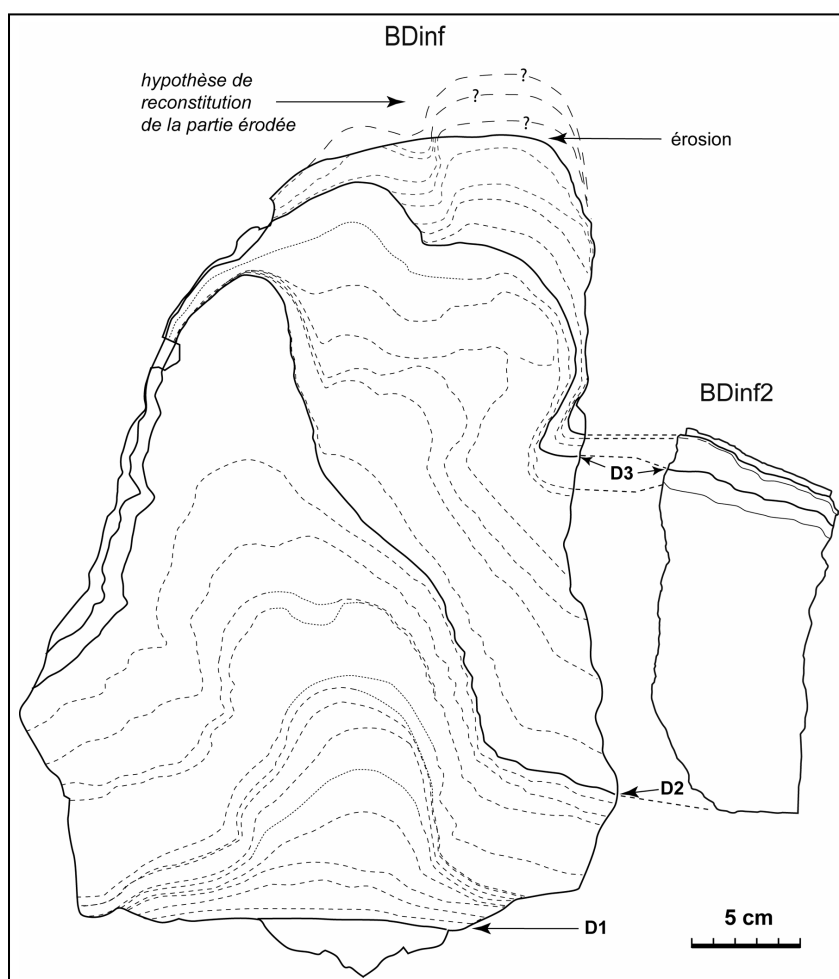 BDinf
hypothèse de
reconstitution
de la partie érodée
?
?
?
érosion
BDinf2
D3
D2
D1
5 cm